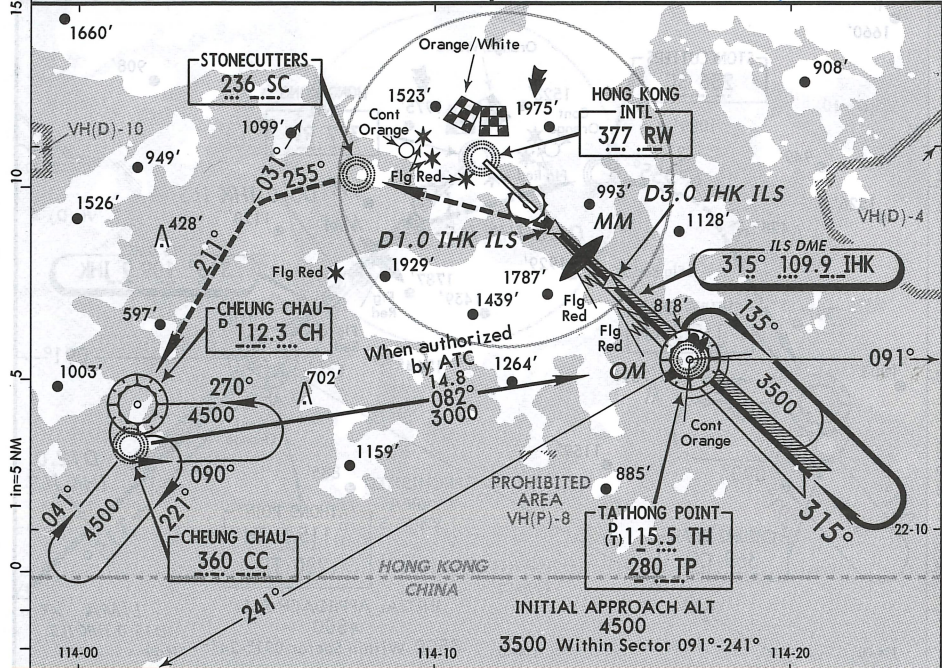 15
1660'
STONECUTTERS
236 SC
Orange/White
908'
1523'
1975'
HONG KONG
INTL
377 RW
Cont
Orange
VH(D)-10
1099'
949'
031°
255°
Flg Red
10
993'
D3.0 IHK ILS
MM
1526'
428'
VH(D)-4
1128'
D1.0 IHK ILS
ILS DME
315° 109.9 IHK
211°
Flg Red
1929'
1787'
1439'
Flg
Red
818'
135°
597'
CHEUNG CHAU
D 112.3 CH
Flg
Red
When authorized
by ATC
14.8
082°
3000
OM
091°
5
1003'
270°
4500
702'
1264'
3500
Cont
Orange
1159'
090°
885'
PROHIBITED
AREA
VH(P)-8
041°
4500
221°
315°
TATHONG POINT
D
(T) 115.5 TH
280 TP
22-10
1 in=5 NM
CHEUNG CHAU
360 CC
0
HONG KONG
CHINA
241°
INITIAL APPROACH ALT
4500
3500 Within Sector 091°-241°
114-00
114-10
114-20